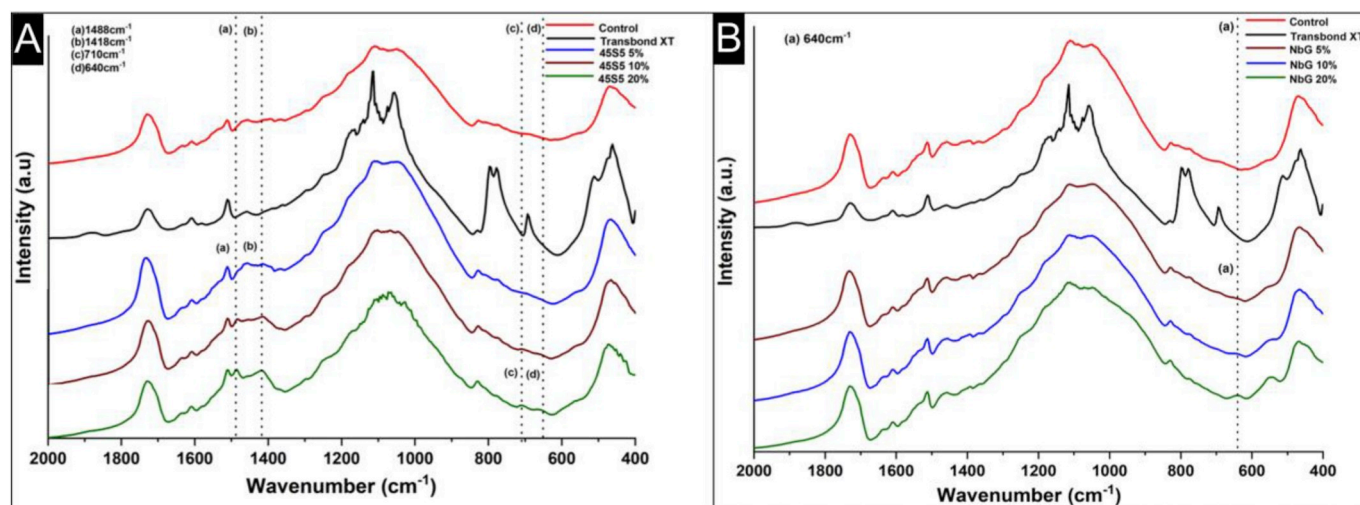 A
(a)1488cm-1
(b)1418cm-1
(c)710cm-1
(d)640cm-1
(a) (b) (c) (d)
Control
Transbond XT
45S5 5%
45S5 10%
45S5 20%
(a) (b)
(c) (d)
Intensity (a.u)
2000 1800 1600 1400 1200 1000 800 600 400
Wavenumber (cm-1)
B
(a) 640cm-1
(a)
Control
Transbond XT
NbG 5%
NbG 10%
NbG 20%
(a)
Intensity (a.u.)
2000 1800 1600 1400 1200 1000 800 600 400
Wavenumber (cm-1)